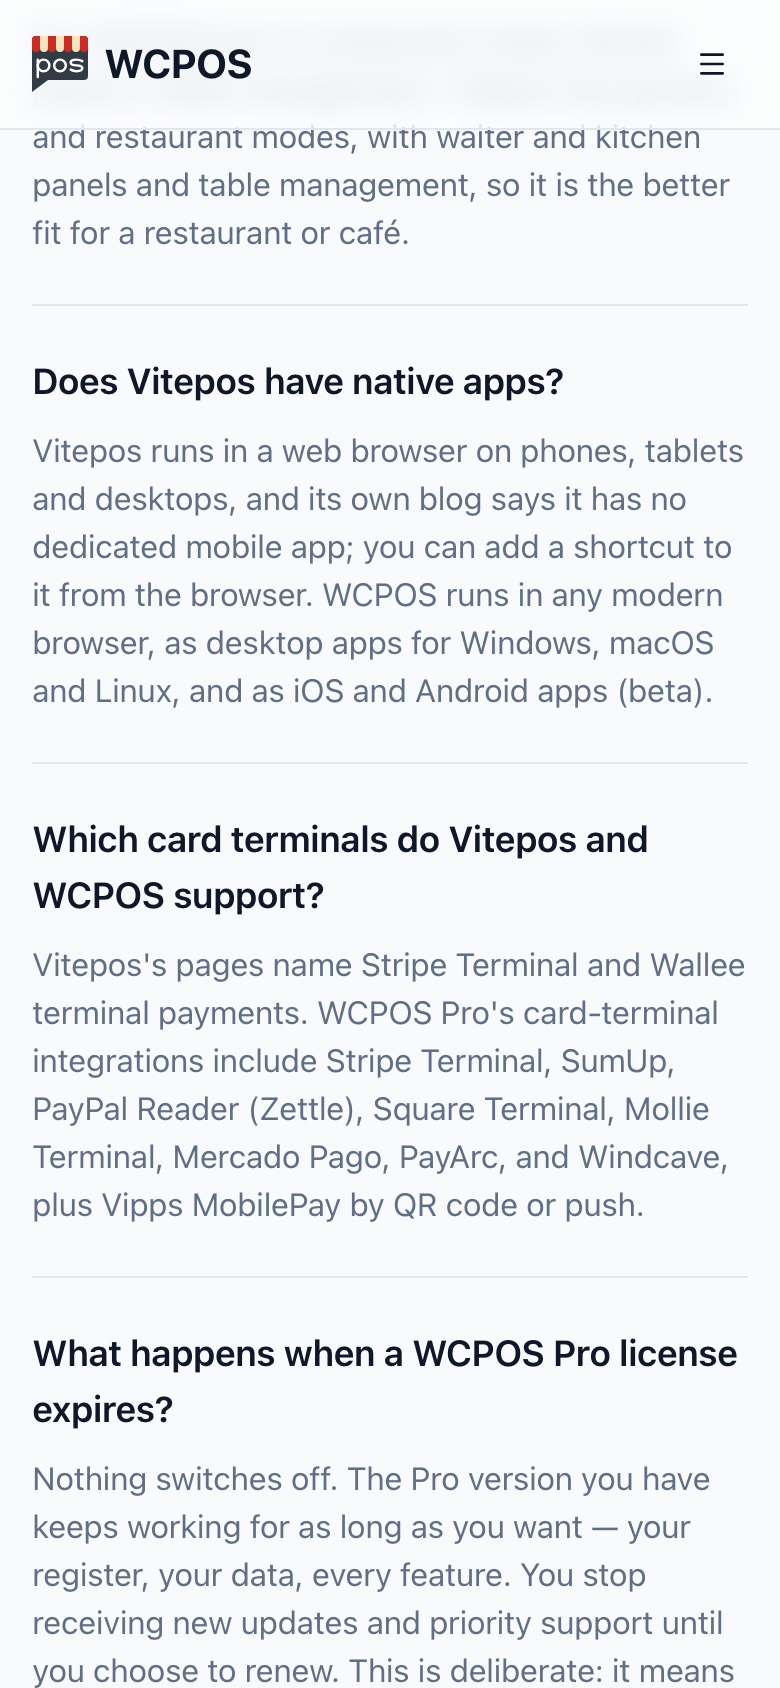 pos WCPOS
and restaurant modes, with waiter and kitchen
panels and table management, so it is the better
fit for a restaurant or café.
Does Vitepos have native apps?
Vitepos runs in a web browser on phones, tablets
and desktops, and its own blog says it has no
dedicated mobile app; you can add a shortcut to
it from the browser. WCPOS runs in any modern
browser, as desktop apps for Windows, macOS
and Linux, and as iOS and Android apps (beta).
Which card terminals do Vitepos and
WCPOS support?
Vitepos's pages name Stripe Terminal and Wallee
terminal payments. WCPOS Pro's card-terminal
integrations include Stripe Terminal, SumUp,
PayPal Reader (Zettle), Square Terminal, Mollie
Terminal, Mercado Pago, PayArc, and Windcave,
plus Vipps MobilePay by QR code or push.
What happens when a WCPOS Pro license
expires?
Nothing switches off. The Pro version you have
keeps working for as long as you want — your
register, your data, every feature. You stop
receiving new updates and priority support until
you choose to renew. This is deliberate: it means